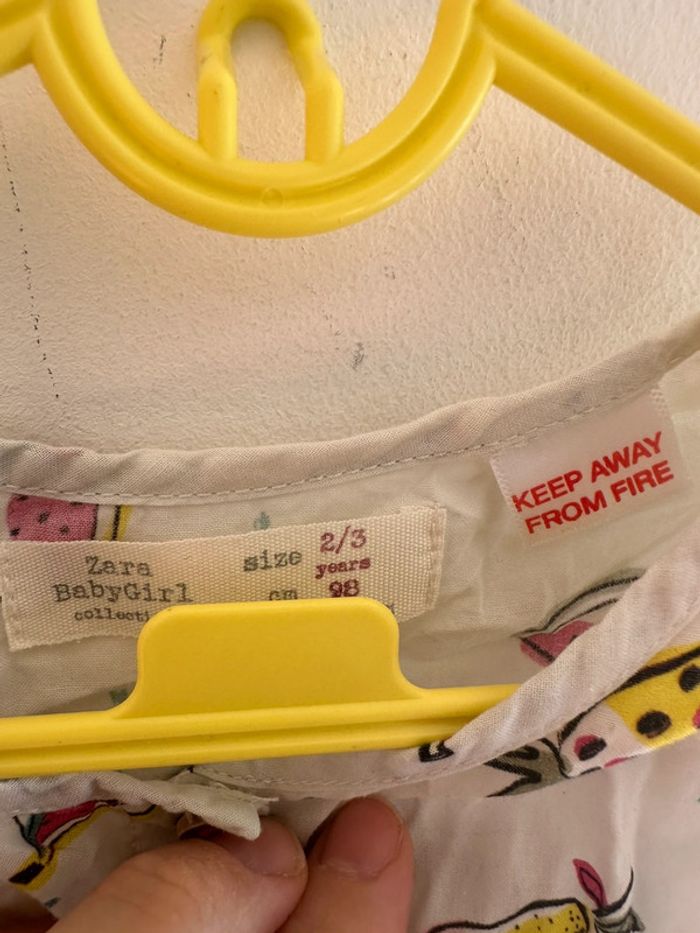 KEEP AWAY
FROM FIRE
Zara
BabyGirl
size 2/3
years
cm 98